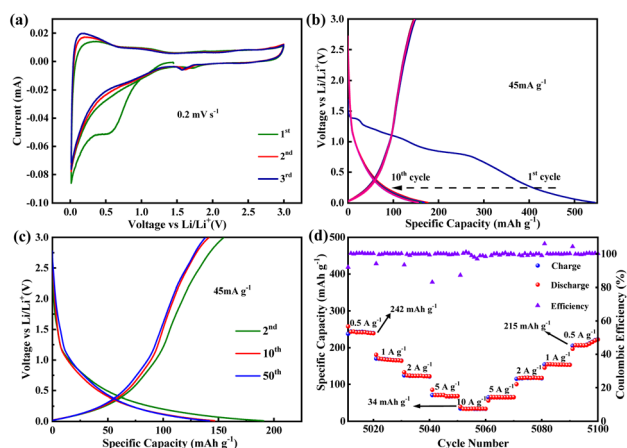 (a)
0.02
0.00
-0.02
-0.04
-0.06
-0.08
-0.10
Current (mA)
0.2 mV s-1
1st
2nd
3rd
0.0 0.5 1.0 1.5 2.0 2.5 3.0
Voltage vs Li/Li+(V)
(b)
3.0
2.5
2.0
1.5
1.0
0.5
0.0
Voltage vs Li/Li+(V)
45mA g-1
10th
cycle
1st
cycle
0 100 200 300 400 500
Specific Capacity (mAh g-1)
(c)
3.0
2.5
2.0
1.5
1.0
0.5
0.0
Voltage vs Li/Li+(V)
45mA g-1
2nd
10th
50th
0 45 90 135 180 225
Specific Capacity (mAh g-1)
(d)
500
400
300
200
100
0
Specific Capacity (mAh g-1)
Charge
Discharge
Efficiency
0.5 A g-1
242 mAh g-1
1 A g-1
2 A g-1
5 A g-1
34 mAh g-1
10 A g-1
5 A g-1
2 A g-1
1 A g-1
215 mAh g-1
0.5 A g-1
100
80
60
40
20
0
Coulombic Efficiency (%)
5020 5040 5060 5080 5100
Cycle Number